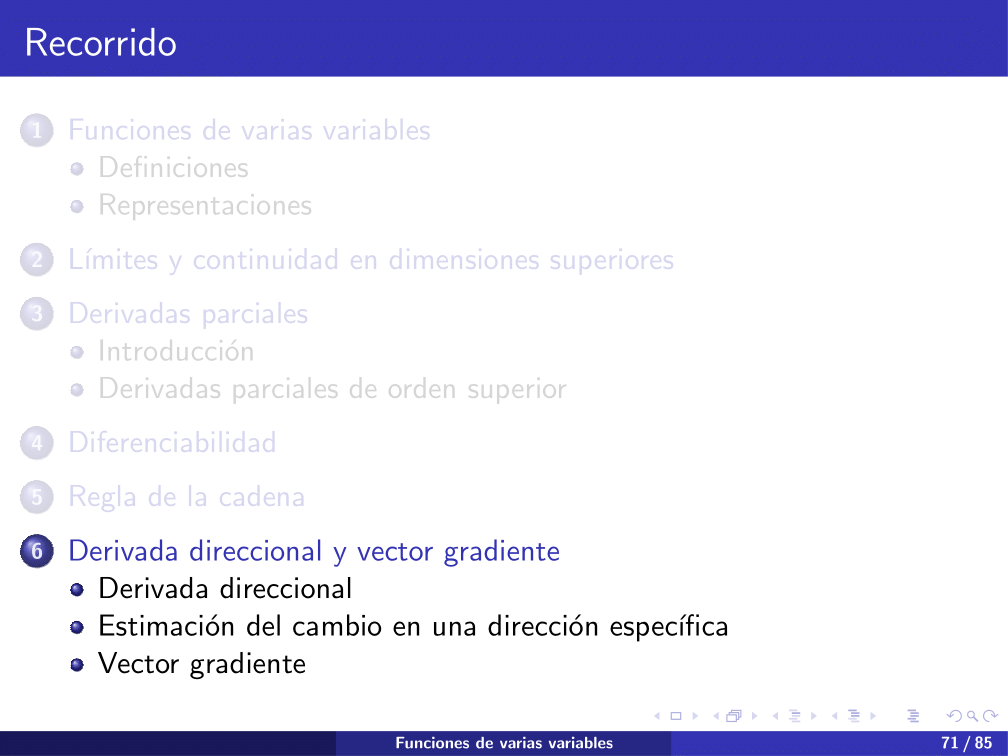 Recorrido
1 Funciones de varias variables
Definiciones
Representaciones
2 Límites y continuidad en dimensiones superiores
3 Derivadas parciales
Introducción
Derivadas parciales de orden superior
4 Diferenciabilidad
5 Regla de la cadena
6 Derivada direccional y vector gradiente
Derivada direccional
Estimación del cambio en una dirección específica
Vector gradiente
Funciones de varias variables
71 / 85